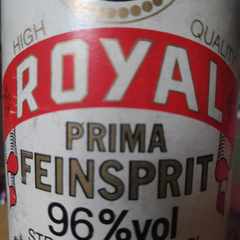 HIGH QUALITY
ROYAL
PRIMA
FEINSPRIT
96%vol